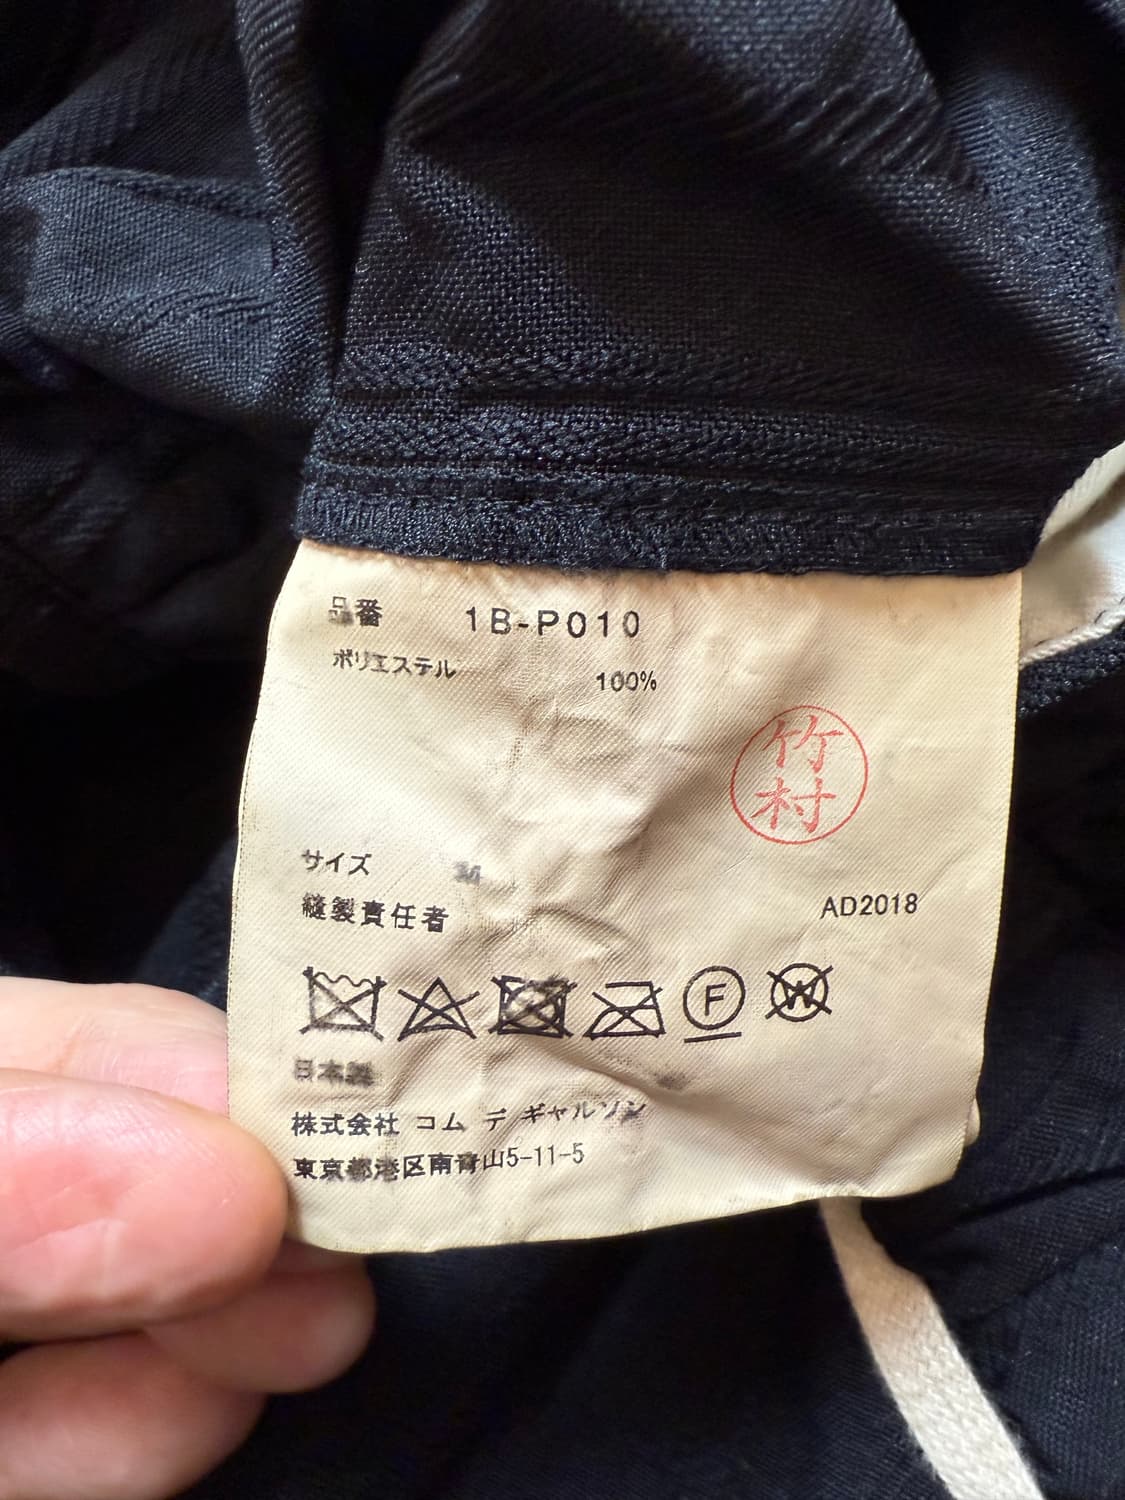 品番 1B-P010
ポリエステル 100%
竹村
サイズ M
縫製責任者 AD2018
F W
日本製
株式会社 コム デ ギャルソン
東京都港区南青山5-11-5